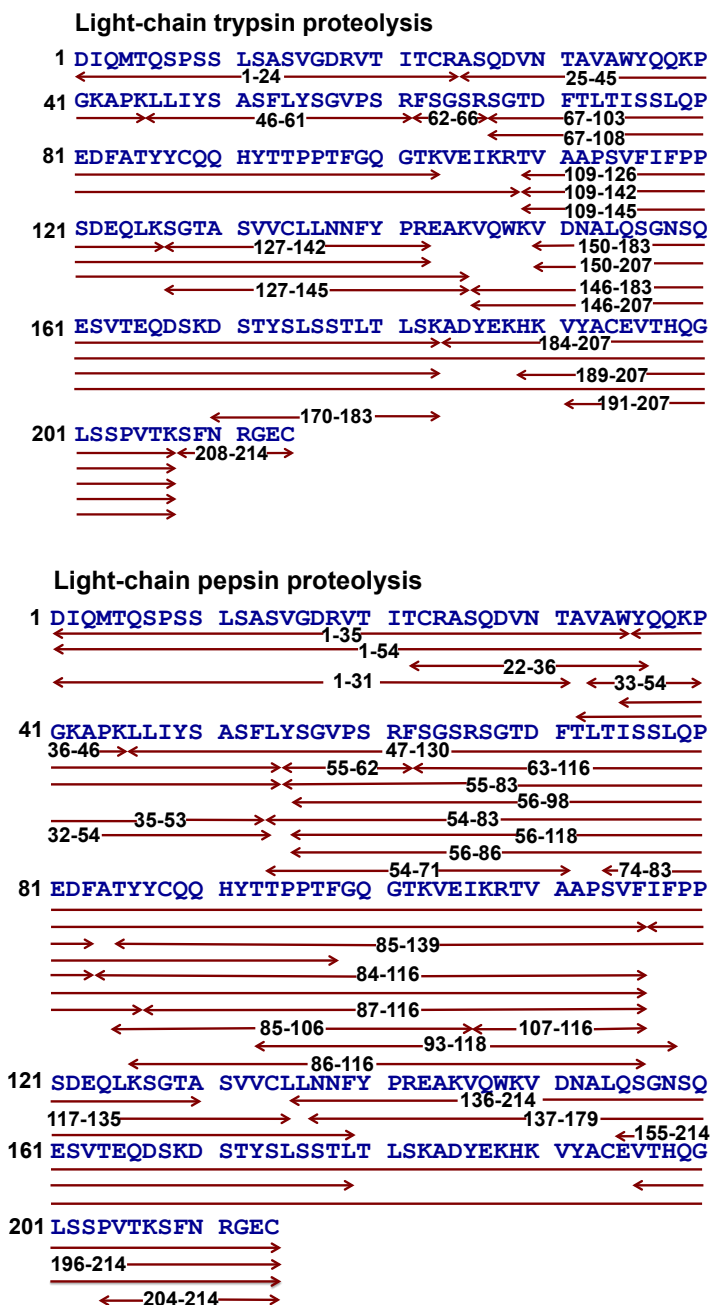 Light-chain trypsin proteolysis
1 DIQMTQSPSS LSASVGDRVT ITCRASQDVN TAVAWYQQKP
1-24 25-45
41 GKAPKLLIYS ASFLYSGVPS RFSGSRSGTD FTLTISSLQP
46-61 62-66 67-103
67-108
81 EDFATYYCQQ HYTTPPTFGQ GTKVEIKRTV AAPSVFIFPP
109-126
109-142
109-145
121 SDEQLKSGTA SVVCLLNNFY PREAKVQWKV DNALQSGNSQ
127-142 150-183
150-207
127-145 146-183
146-207
161 ESVTEQDSKD STYSLSSTLT LSKADYEKHK VYACEVTHQG
184-207
189-207
191-207
170-183
201 LSSPVTKSFN RGEC
208-214
Light-chain pepsin proteolysis
1 DIQMTQSPSS LSASVGDRVT ITCRASQDVN TAVAWYQQKP
1-35
1-54
22-36
1-31 33-54
41 GKAPKLLIYS ASFLYSGVPS RFSGSRSGTD FTLTISSLQP
36-46 47-130
55-62 63-116
55-83
56-98
35-53 54-83
32-54 56-118
56-86
54-71 74-83
81 EDFATYYCQQ HYTTPPTFGQ GTKVEIKRTV AAPSVFIFPP
85-139
84-116
87-116
85-106 107-116
93-118
86-116
121 SDEQLKSGTA SVVCLLNNFY PREAKVQWKV DNALQSGNSQ
136-214
117-135 137-179
155-214
161 ESVTEQDSKD STYSLSSTLT LSKADYEKHK VYACEVTHQG
201 LSSPVTKSFN RGEC
196-214
204-214